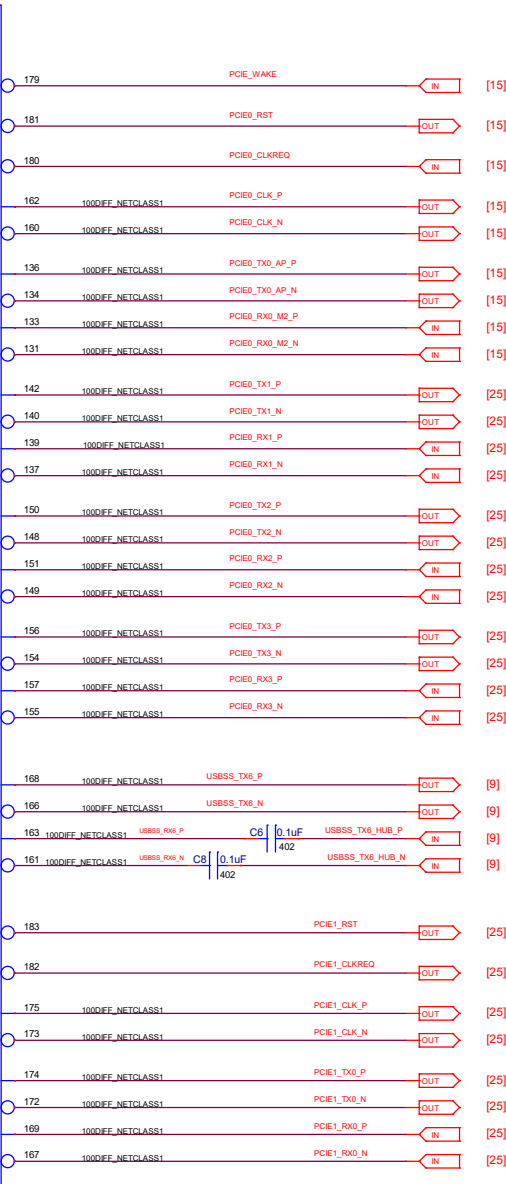 179 PCIE_WAKE IN [15]
181 PCIE0_RST OUT [15]
180 PCIE0_CLKREQ IN [15]
162 100DIFF_NETCLASS1 PCIE0_CLK_P OUT [15]
160 100DIFF_NETCLASS1 PCIE0_CLK_N OUT [15]
136 100DIFF_NETCLASS1 PCIE0_TX0_AP_P OUT [15]
134 100DIFF_NETCLASS1 PCIE0_TX0_AP_N OUT [15]
133 100DIFF_NETCLASS1 PCIE0_RX0_M2_P IN [15]
131 100DIFF_NETCLASS1 PCIE0_RX0_M2_N IN [15]
142 100DIFF_NETCLASS1 PCIE0_TX1_P OUT [25]
140 100DIFF_NETCLASS1 PCIE0_TX1_N OUT [25]
139 100DIFF_NETCLASS1 PCIE0_RX1_P IN [25]
137 100DIFF_NETCLASS1 PCIE0_RX1_N IN [25]
150 100DIFF_NETCLASS1 PCIE0_TX2_P OUT [25]
148 100DIFF_NETCLASS1 PCIE0_TX2_N OUT [25]
151 100DIFF_NETCLASS1 PCIE0_RX2_P IN [25]
149 100DIFF_NETCLASS1 PCIE0_RX2_N IN [25]
156 100DIFF_NETCLASS1 PCIE0_TX3_P OUT [25]
154 100DIFF_NETCLASS1 PCIE0_TX3_N OUT [25]
157 100DIFF_NETCLASS1 PCIE0_RX3_P IN [25]
155 100DIFF_NETCLASS1 PCIE0_RX3_N IN [25]
168 100DIFF_NETCLASS1 USBSS_TX6_P OUT [9]
166 100DIFF_NETCLASS1 USBSS_TX6_N OUT [9]
163 100DIFF_NETCLASS1 USBSS_RX6_P C6 0.1uF USBSS_TX6_HUB_P IN [9]
402
161 100DIFF_NETCLASS1 USBSS_RX6_N C8 0.1uF USBSS_TX6_HUB_N IN [9]
402
183 PCIE1_RST OUT [25]
182 PCIE1_CLKREQ OUT [25]
175 100DIFF_NETCLASS1 PCIE1_CLK_P OUT [25]
173 100DIFF_NETCLASS1 PCIE1_CLK_N OUT [25]
174 100DIFF_NETCLASS1 PCIE1_TX0_P OUT [25]
172 100DIFF_NETCLASS1 PCIE1_TX0_N OUT [25]
169 100DIFF_NETCLASS1 PCIE1_RX0_P IN [25]
167 100DIFF_NETCLASS1 PCIE1_RX0_N IN [25]